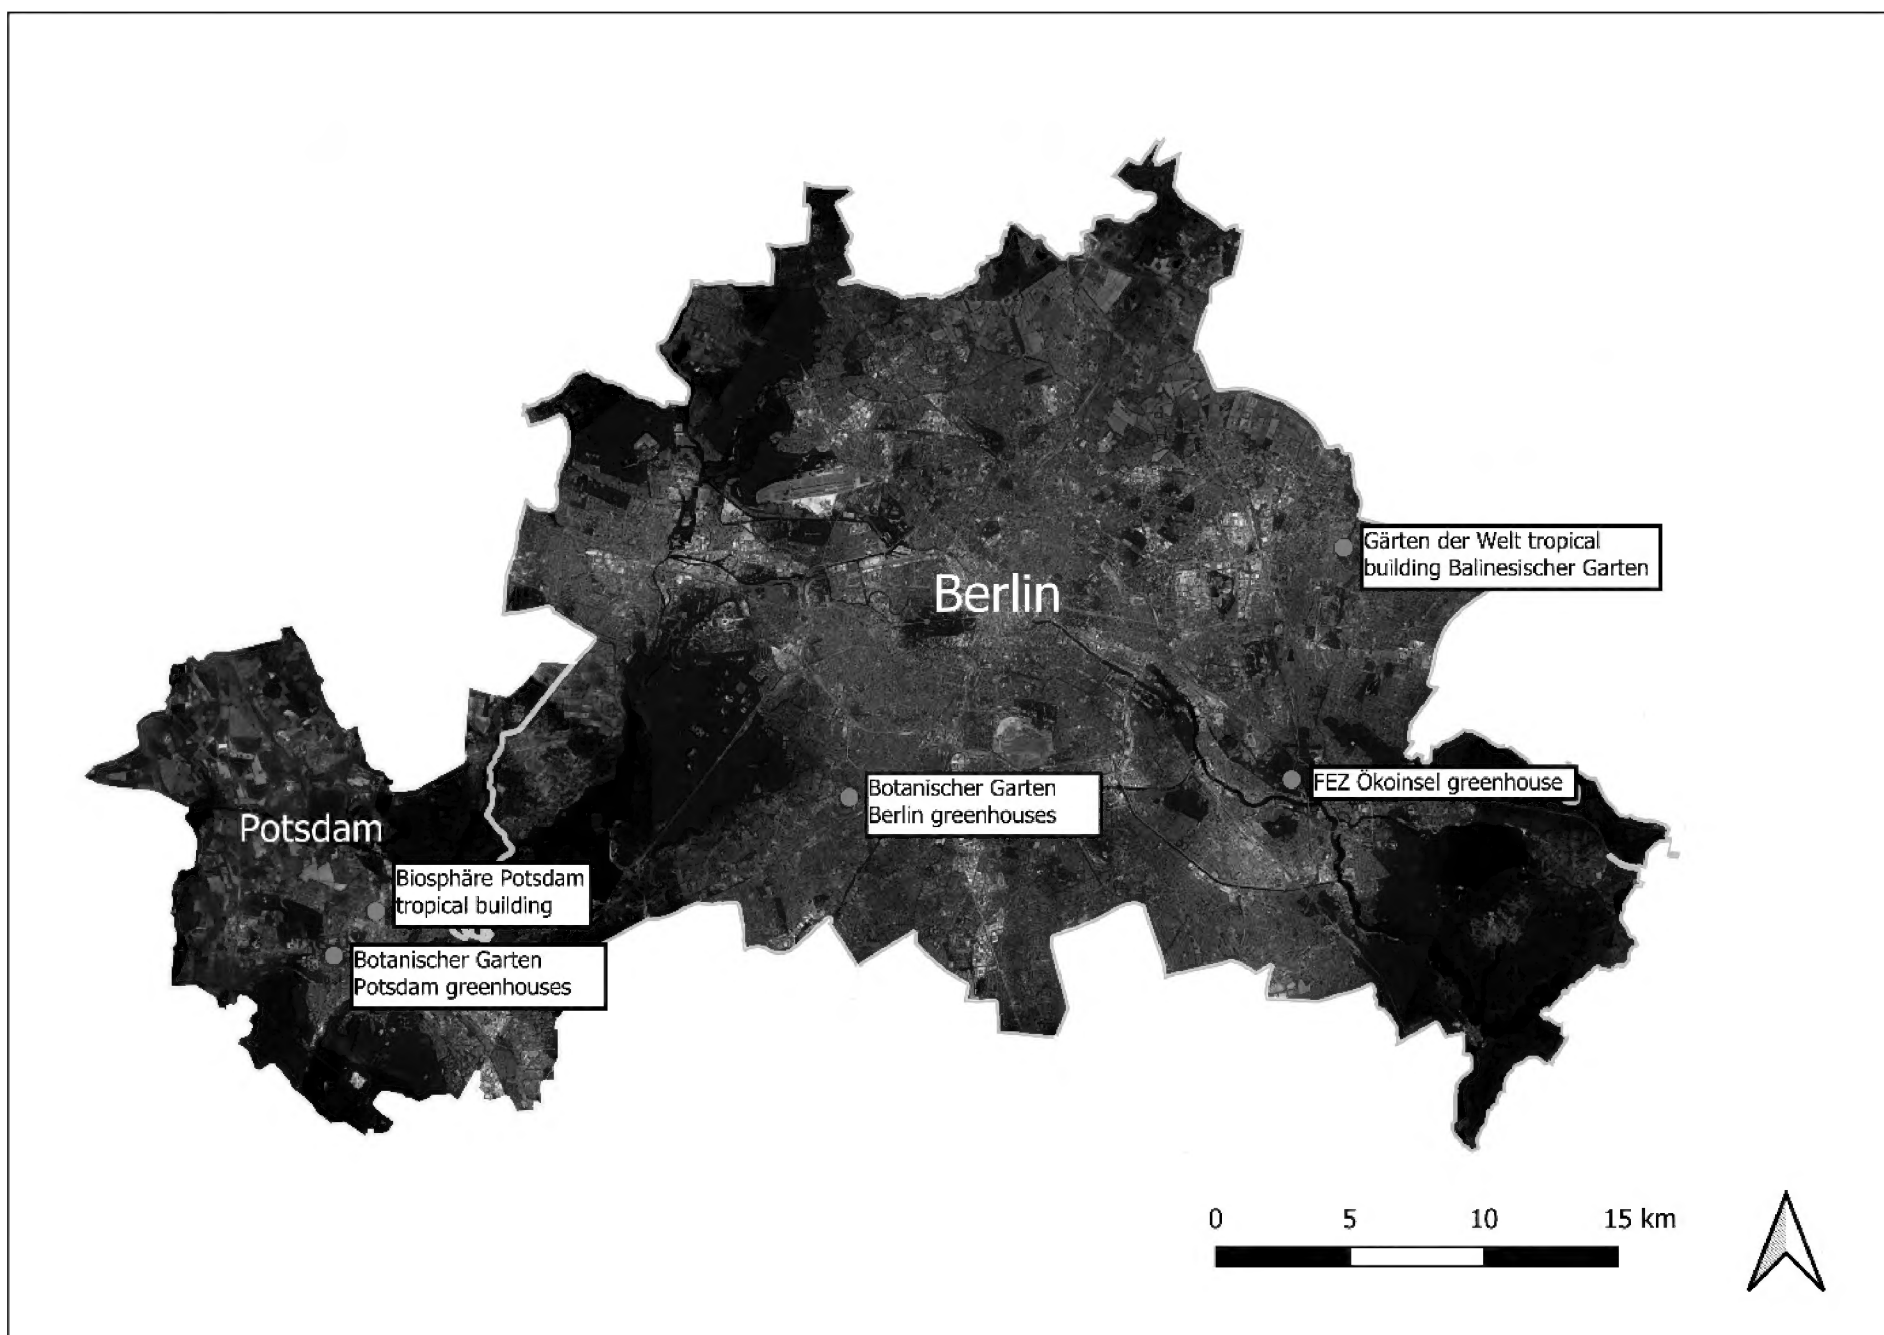 Gärten der Welt tropical
building Balinesischer Garten
Berlin
FEZ Ökoinsel greenhouse
Botanischer Garten
Berlin greenhouses
Potsdam
Biosphäre Potsdam
tropical building
Botanischer Garten
Potsdam greenhouses
0 5 10 15 km